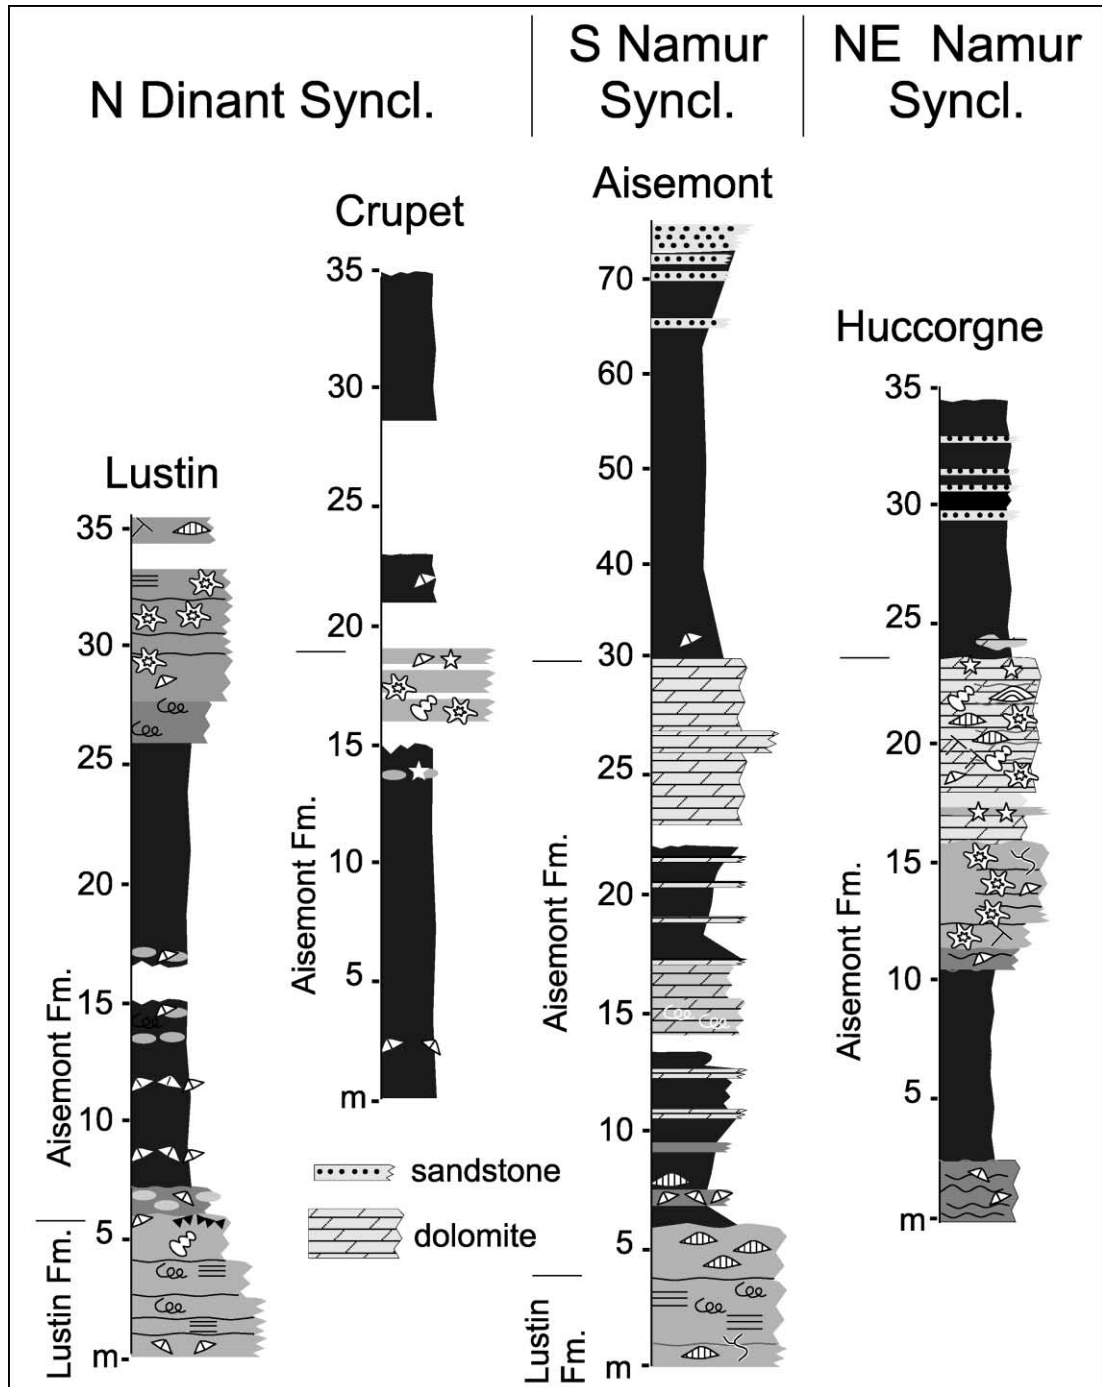 N Dinant Syncl.
S Namur
Syncl.
NE Namur
Syncl.
Lustin
35
30
25
20
15
10
5
m
Aisemont Fm.
Lustin Fm.
Crupet
35
30
25
20
15
10
5
m
Aisemont Fm.
sandstone
dolomite
Aisemont
70
60
50
40
30
25
20
15
10
5
m
Aisemont Fm.
Lustin
Fm.
Huccorgne
35
30
25
20
15
10
5
m
Aisemont Fm.